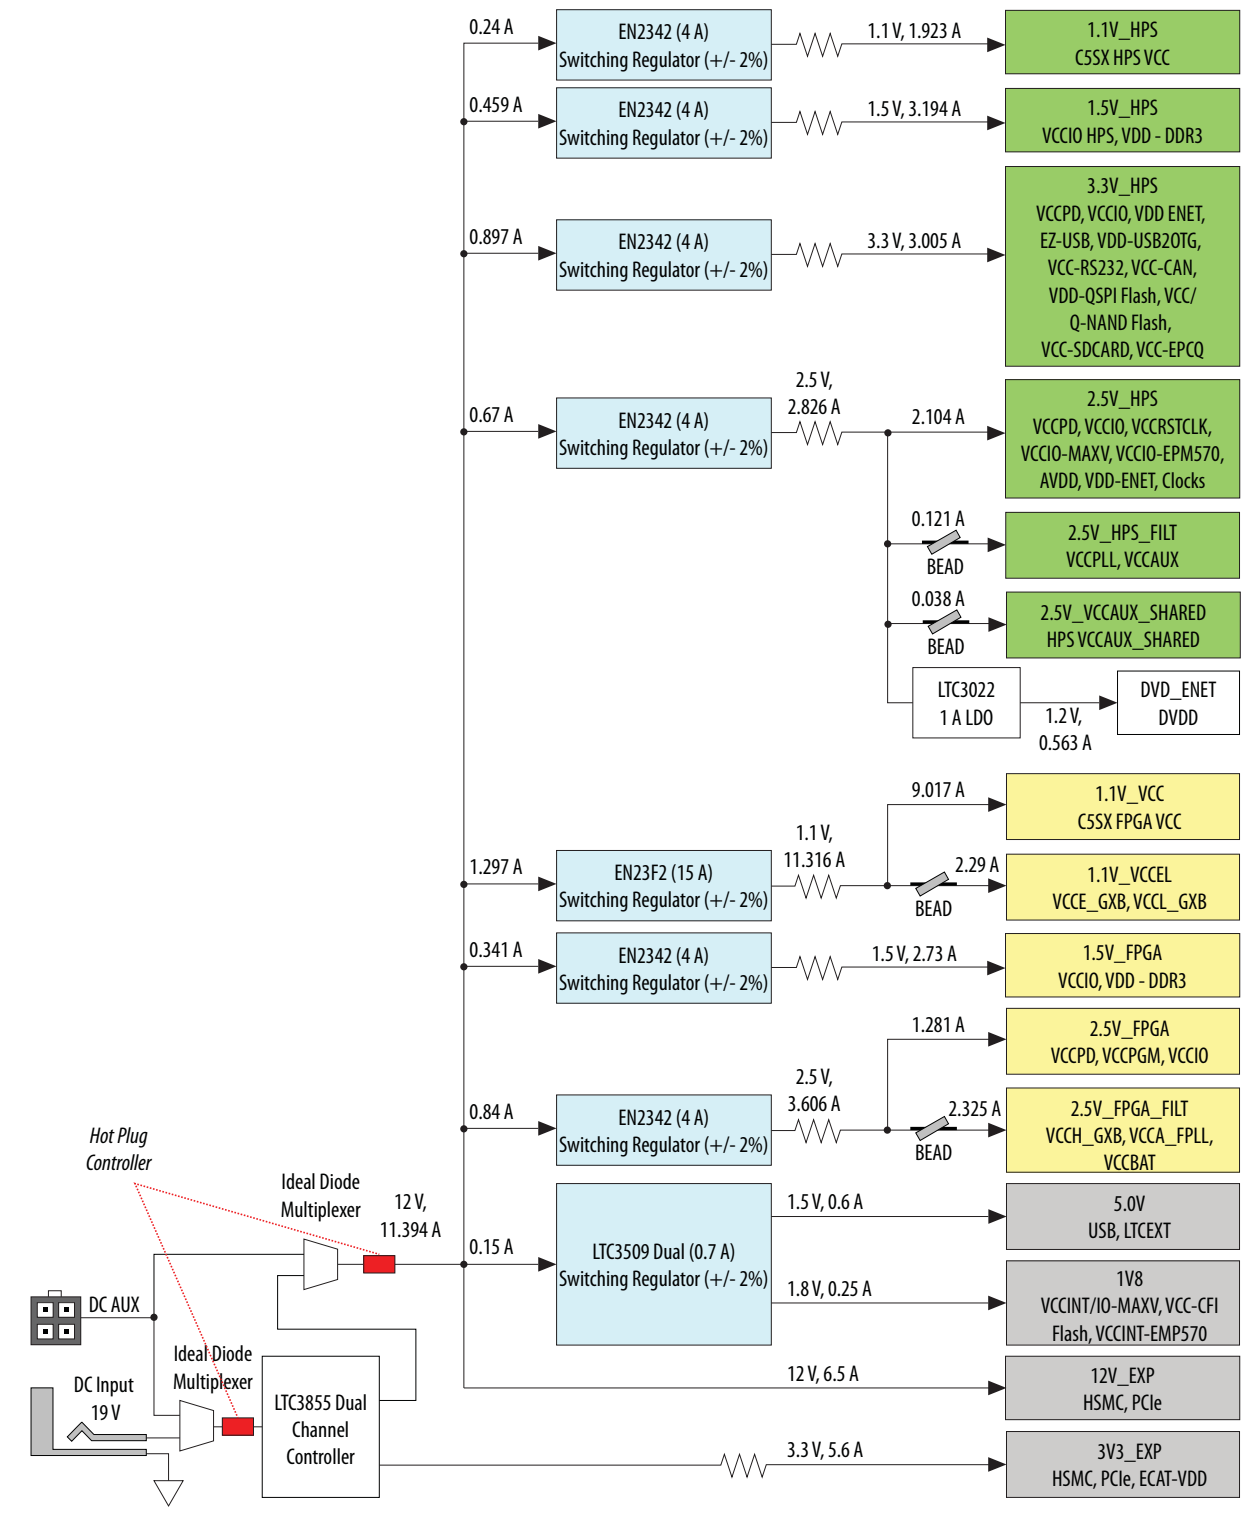 0.24 A
EN2342 (4 A)
Switching Regulator (+/- 2%)
1.1 V, 1.923 A
1.1V_HPS
C5SX HPS VCC
0.459 A
EN2342 (4 A)
Switching Regulator (+/- 2%)
1.5 V, 3.194 A
1.5V_HPS
VCCIO HPS, VDD - DDR3
0.897 A
EN2342 (4 A)
Switching Regulator (+/- 2%)
3.3 V, 3.005 A
3.3V_HPS
VCCPD, VCCIO, VDD ENET,
EZ-USB, VDD-USB2OTG,
VCC-RS232, VCC-CAN,
VDD-QSPI Flash, VCC/
Q-NAND Flash,
VCC-SDCARD, VCC-EPCQ
0.67 A
EN2342 (4 A)
Switching Regulator (+/- 2%)
2.5 V,
2.826 A
2.104 A
2.5V_HPS
VCCPD, VCCIO, VCCRSTCLK,
VCCIO-MAXV, VCCIO-EPM570,
AVDD, VDD-ENET, Clocks
0.121 A
BEAD
2.5V_HPS_FILT
VCCPLL, VCCAUX
0.038 A
BEAD
2.5V_VCCAUX_SHARED
HPS VCCAUX_SHARED
LTC3022
1 A LDO
1.2 V,
0.563 A
DVD_ENET
DVDD
9.017 A
1.1V_VCC
C5SX FPGA VCC
1.297 A
EN23F2 (15 A)
Switching Regulator (+/- 2%)
1.1 V,
11.316 A
2.29 A
BEAD
1.1V_VCCEL
VCCE_GXB, VCCL_GXB
0.341 A
EN2342 (4 A)
Switching Regulator (+/- 2%)
1.5 V, 2.73 A
1.5V_FPGA
VCCIO, VDD - DDR3
1.281 A
2.5V_FPGA
VCCPD, VCCPGM, VCCIO
0.84 A
EN2342 (4 A)
Switching Regulator (+/- 2%)
2.5 V,
3.606 A
2.325 A
BEAD
2.5V_FPGA_FILT
VCCH_GXB, VCCA_FPLL,
VCCBAT
Hot Plug
Controller
Ideal Diode
Multiplexer
12 V,
11.394 A
0.15 A
LTC3509 Dual (0.7 A)
Switching Regulator (+/- 2%)
1.5 V, 0.6 A
5.0V
USB, LTCEXT
1.8 V, 0.25 A
1V8
VCCINT/IO-MAXV, VCC-CFI
Flash, VCCINT-EMP570
DC AUX
Ideal Diode
Multiplexer
DC Input
19 V
LTC3855 Dual
Channel
Controller
12 V, 6.5 A
12V_EXP
HSMC, PCIe
3.3 V, 5.6 A
3V3_EXP
HSMC, PCIe, ECAT-VDD